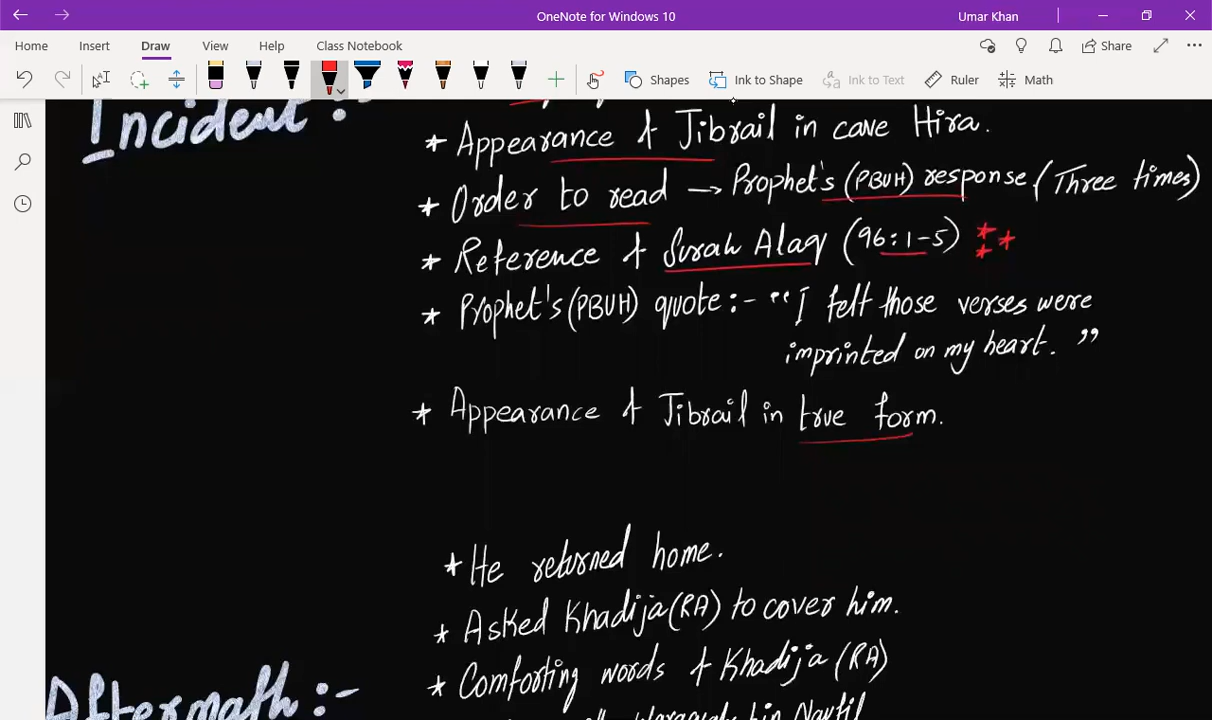 OneNote for Windows 10
Umar Khan
Home Insert Draw View Help Class Notebook
Share
Shapes Ink to Shape Ink to Text Ruler Math
Incident :-
* Appearance of Jibrail in cave Hira.
* Order to read → Prophet's (PBUH) response (Three times)
* Reference of Surah Alaq (96:1-5) ***
* Prophet's (PBUH) quote :- "I felt those verses were
imprinted on my heart."
* Appearance of Jibrail in true form.
* He returned home.
* Asked Khadija (RA) to cover him.
* Comforting words of Khadija (RA)
Aftermath :-
Waraqah bin Naufil